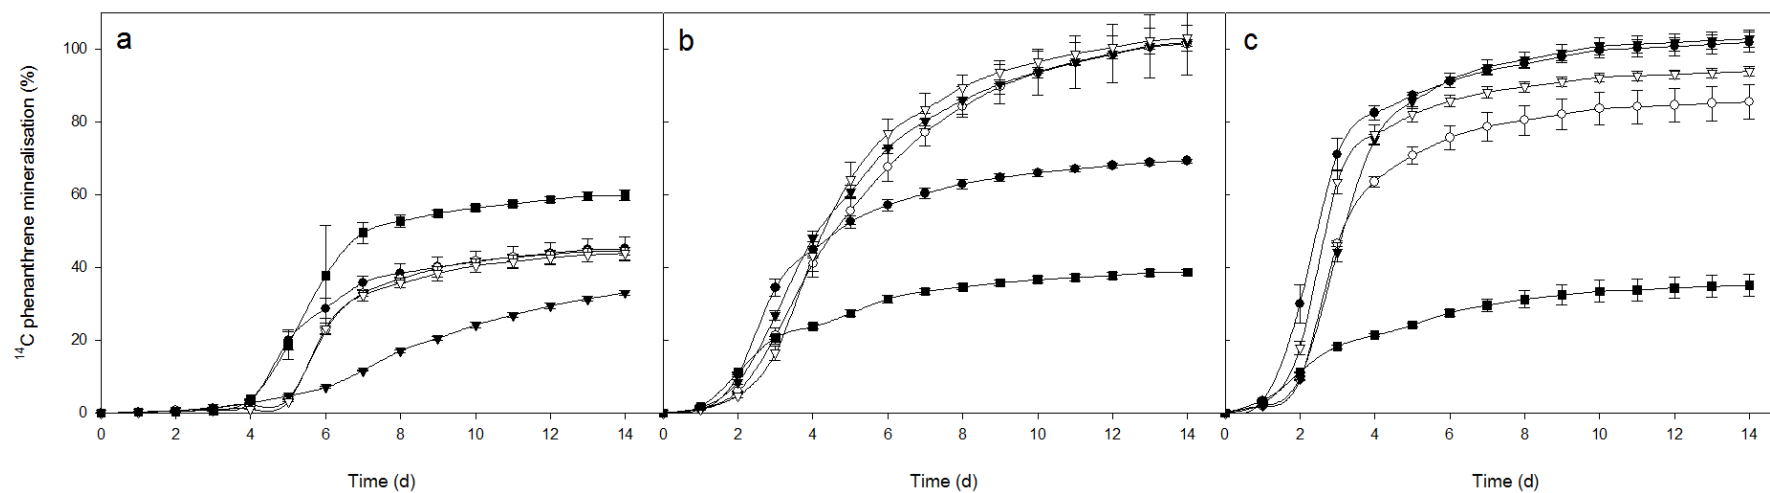 a
b
c
100
80
60
40
20
0
¹⁴C phenanthrene mineralisation (%)
0 2 4 6 8 10 12 14 0 2 4 6 8 10 12 14 0 2 4 6 8 10 12 14
Time (d) Time (d) Time (d)